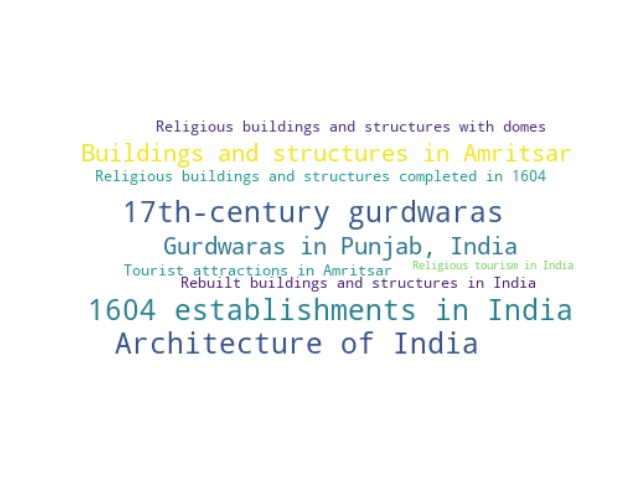 Religious buildings and structures with domes
Buildings and structures in Amritsar
Religious buildings and structures completed in 1604
17th-century gurdwaras
Gurdwaras in Punjab, India
Religious tourism in India
Tourist attractions in Amritsar
Rebuilt buildings and structures in India
1604 establishments in India
Architecture of India